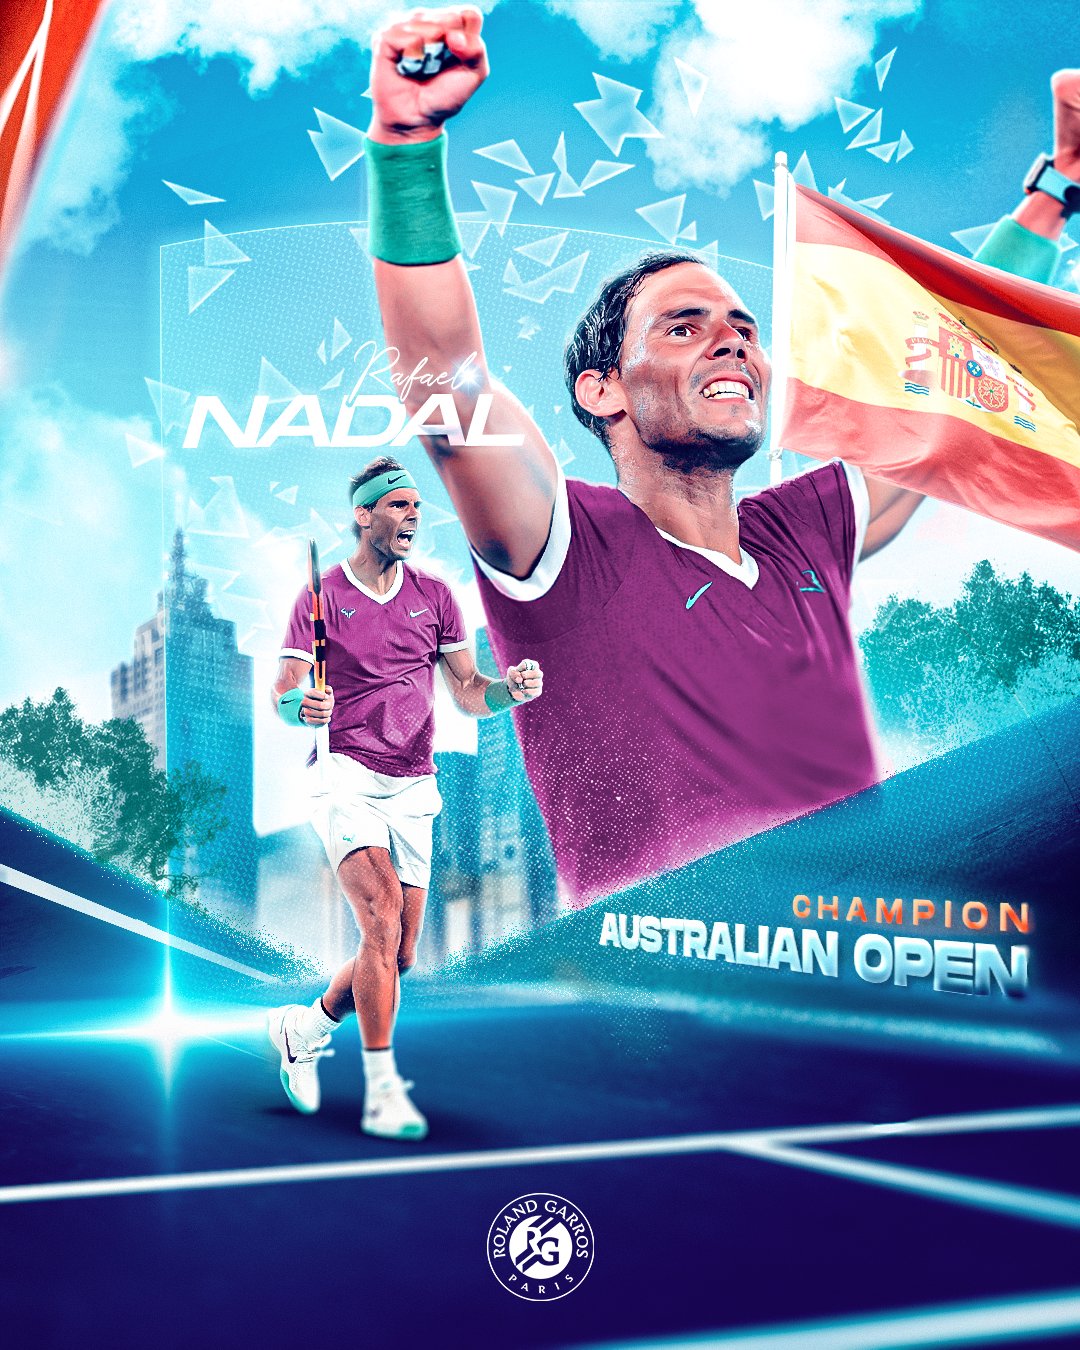 Rafael
NADAL
CHAMPION
AUSTRALIAN OPEN
ROLAND GARROS
RG
PARIS